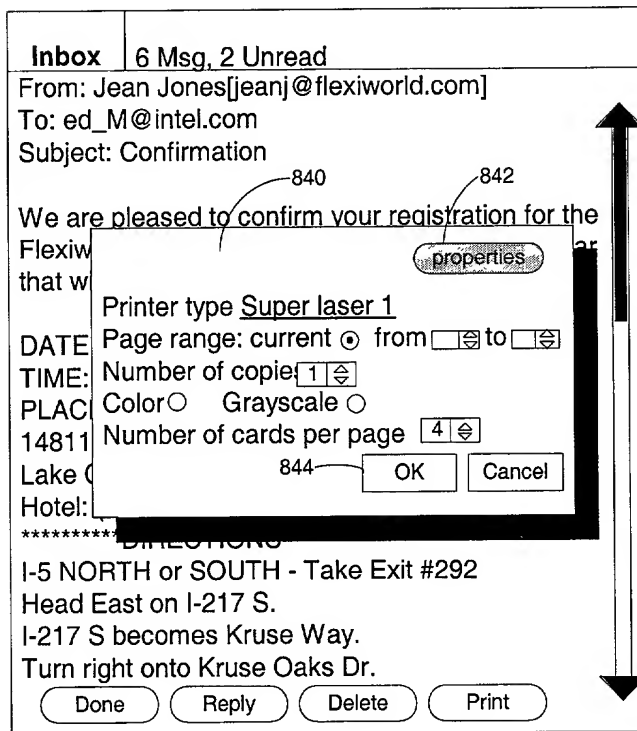 Inbox 6 Msg, 2 Unread
From: Jean Jones[jeanj@flexiworld.com]
To: ed_M@intel.com
Subject: Confirmation
840 842
We are pleased to confirm your registration for the
Flexiw properties
that w
Printer type Super laser 1
DATE Page range: current from to
TIME: Number of copies 1
PLAC Color Grayscale
14811 Number of cards per page 4
Lake 844 OK Cancel
Hotel:
**********DIRECTIONS
I-5 NORTH or SOUTH - Take Exit #292
Head East on I-217 S.
I-217 S becomes Kruse Way.
Turn right onto Kruse Oaks Dr.
Done Reply Delete Print